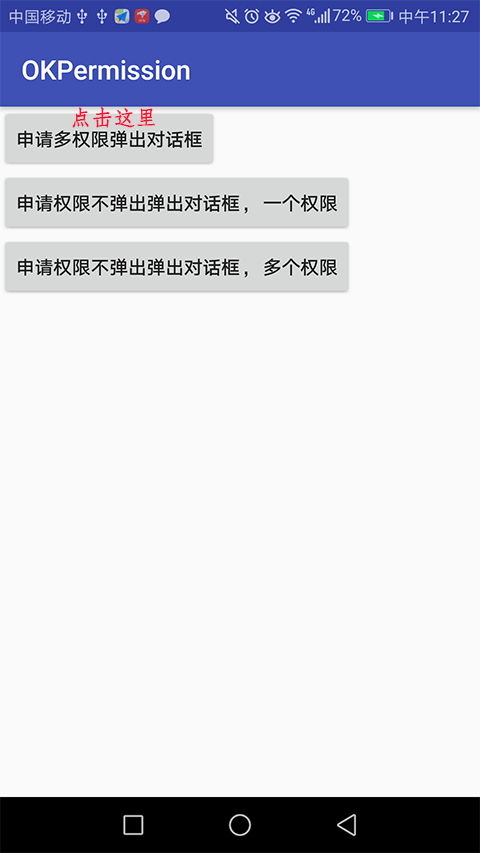 中国移动 4G 72% 中午11:27
OKPermission
点击这里
申请多权限弹出对话框
申请权限不弹出弹出对话框，一个权限
申请权限不弹出弹出对话框，多个权限